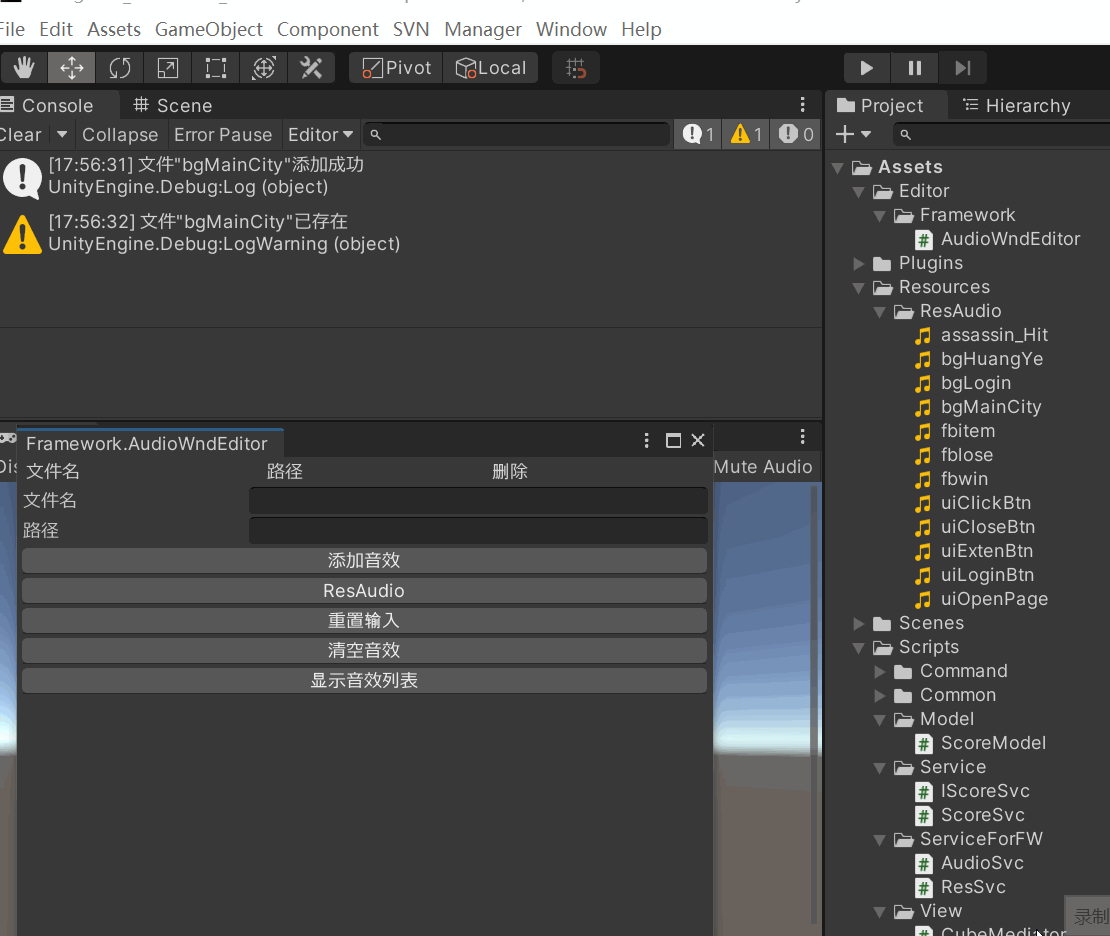 File Edit Assets GameObject Component SVN Manager Window Help
Pivot Local
Console Scene
Clear Collapse Error Pause Editor 1 1 0
[17:56:31] 文件"bgMainCity"添加成功
UnityEngine.Debug:Log (object)
[17:56:32] 文件"bgMainCity"已存在
UnityEngine.Debug:LogWarning (object)
Framework.AudioWndEditor
Mute Audio
文件名 路径 删除
文件名
路径
添加音效
ResAudio
重置输入
清空音效
显示音效列表
Project Hierarchy
Assets
Editor
Framework
AudioWndEditor
Plugins
Resources
ResAudio
assassin_Hit
bgHuangYe
bgLogin
bgMainCity
fbitem
fblose
fbwin
uiClickBtn
uiCloseBtn
uiExtenBtn
uiLoginBtn
uiOpenPage
Scenes
Scripts
Command
Common
Model
ScoreModel
Service
IScoreSvc
ScoreSvc
ServiceForFW
AudioSvc
ResSvc
View
CubeMediator
录制